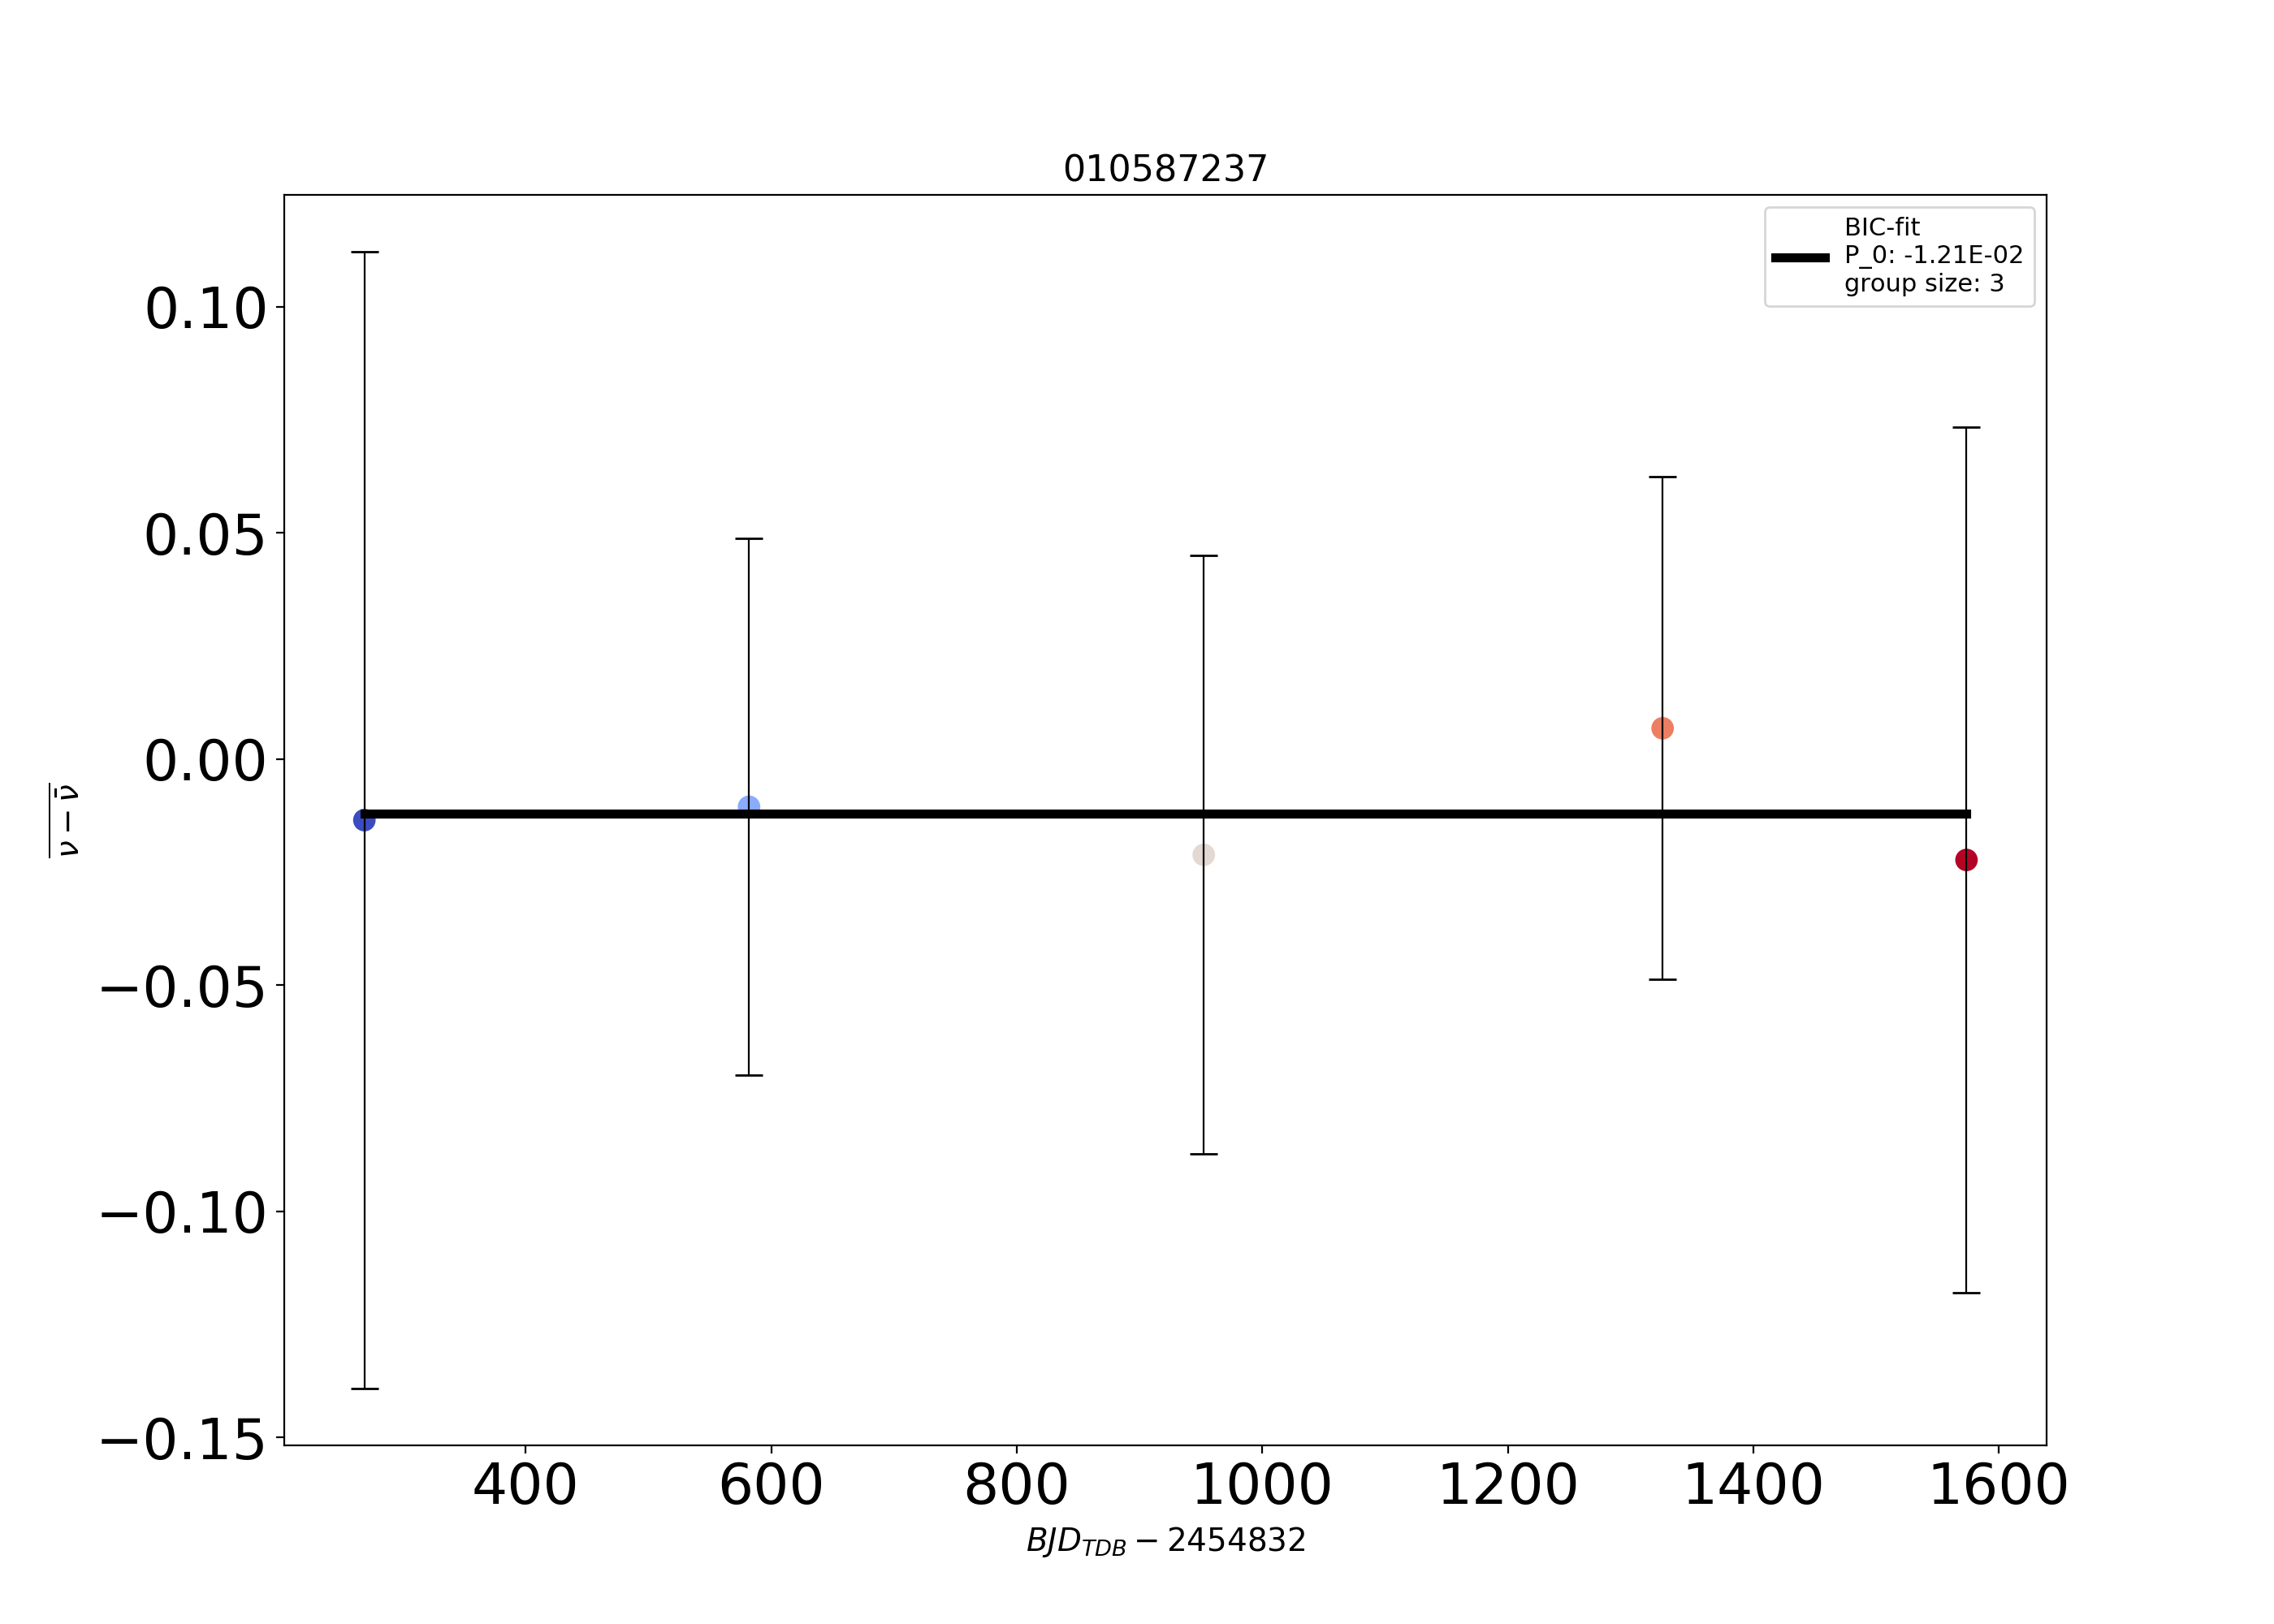 010587237
BIC-fit
P_0: -1.21E-02
group size: 3
0.10
0.05
0.00
−0.05
−0.10
−0.15
ν − ν̄
400 600 800 1000 1200 1400 1600
BJD_TDB − 2454832